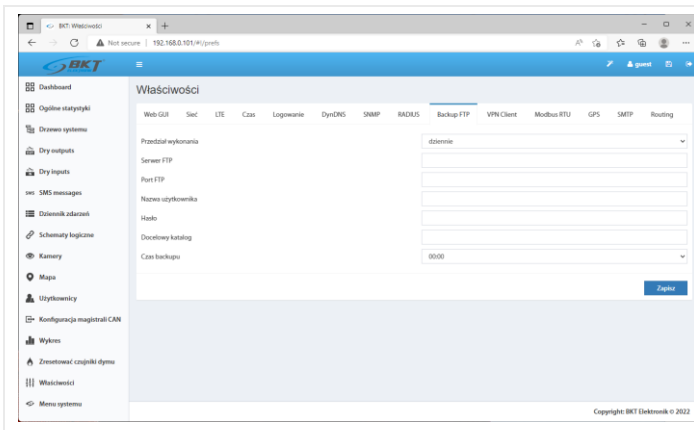 BKT: Właściwości
Not secure 192.168.0.101/#!/prefs
BKT
guest
Dashboard
Ogólne statystyki
Drzewo systemu
Dry outputs
Dry inputs
SMS SMS messages
Dziennik zdarzeń
Schematy logiczne
Kamery
Mapa
Użytkownicy
Konfiguracja magistrali CAN
Wykres
Zresetować czujniki dymu
Właściwości
Menu systemu
Właściwości
Web GUI Sieć LTE Czas Logowanie DynDNS SNMP RADIUS Backup FTP VPN Client Modbus RTU GPS SMTP Routing
Przedział wykonania dziennie
Serwer FTP
Port FTP
Nazwa użytkownika
Hasło
Docelowy katalog
Czas backupu 00:00
Zapisz
Copyright: BKT Elektronik © 2022